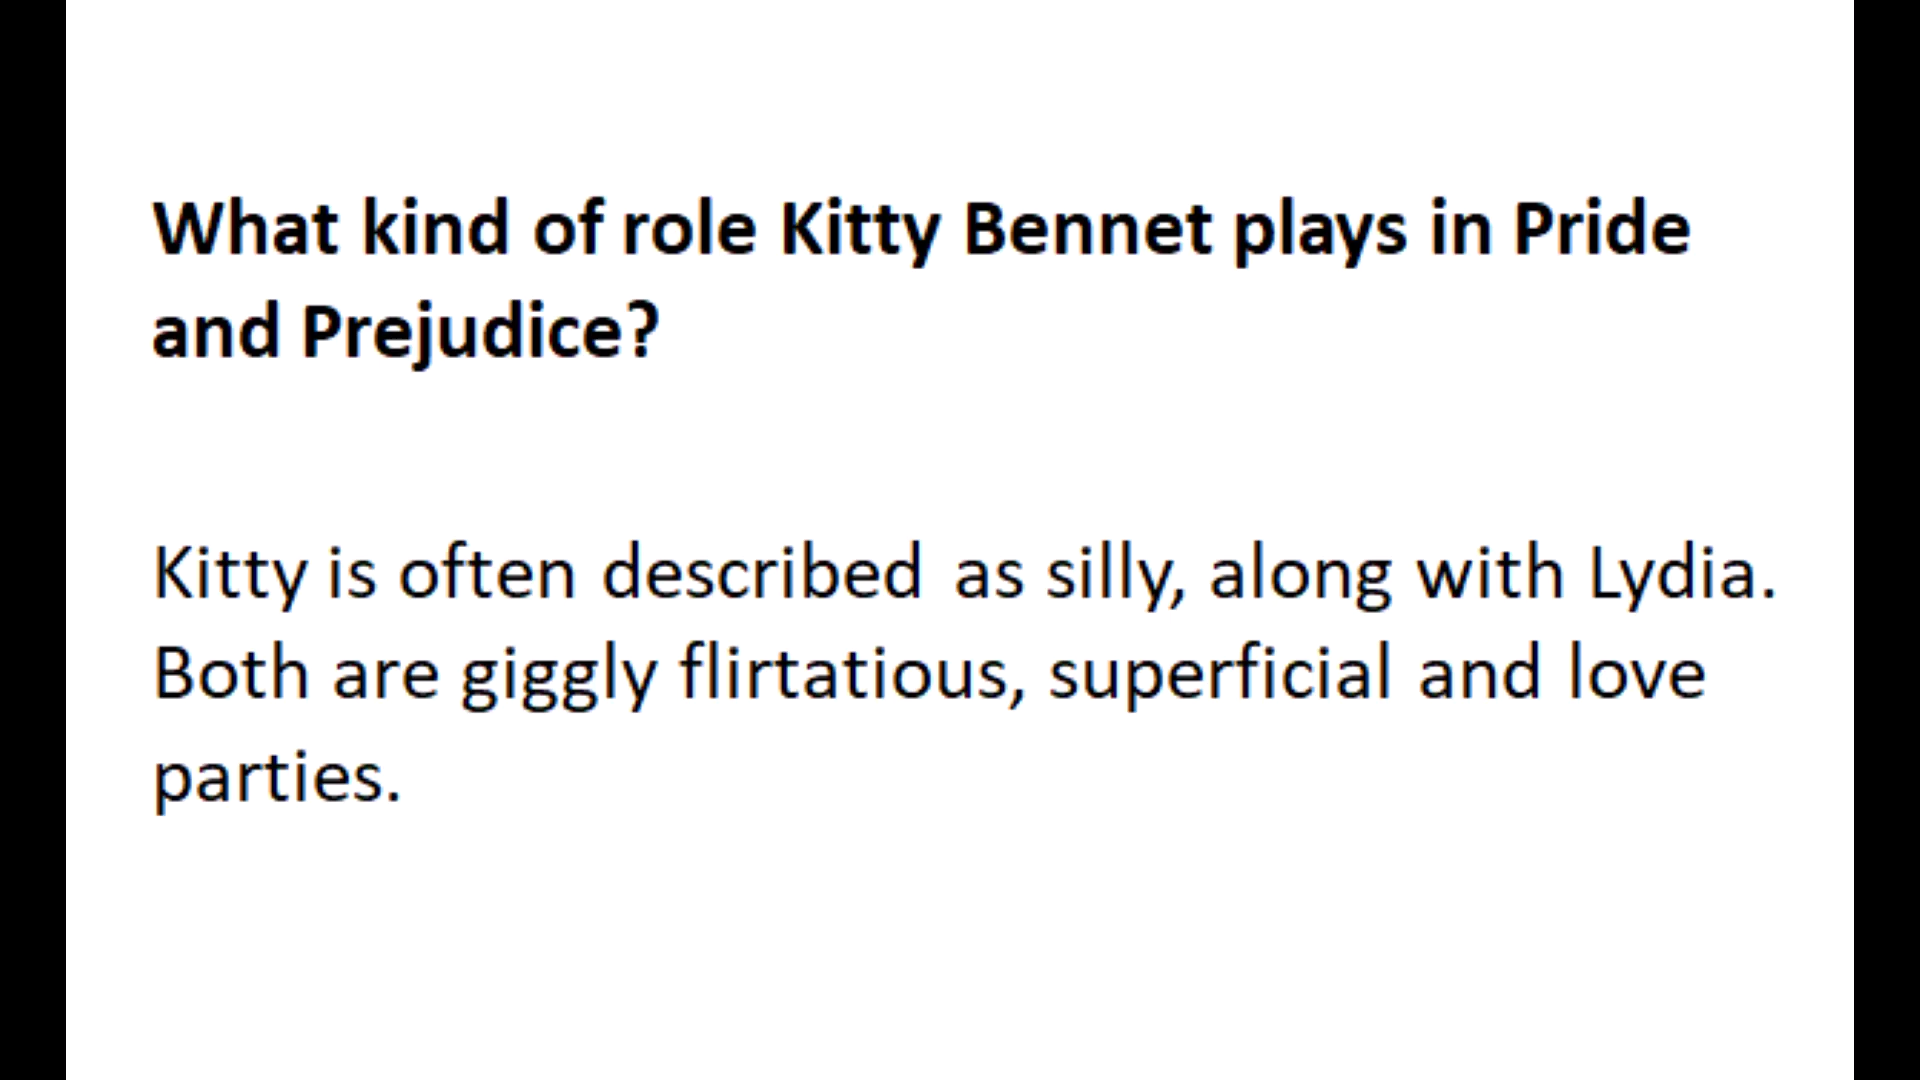 What kind of role Kitty Bennet plays in Pride
and Prejudice?
Kitty is often described as silly, along with Lydia.
Both are giggly flirtatious, superficial and love
parties.